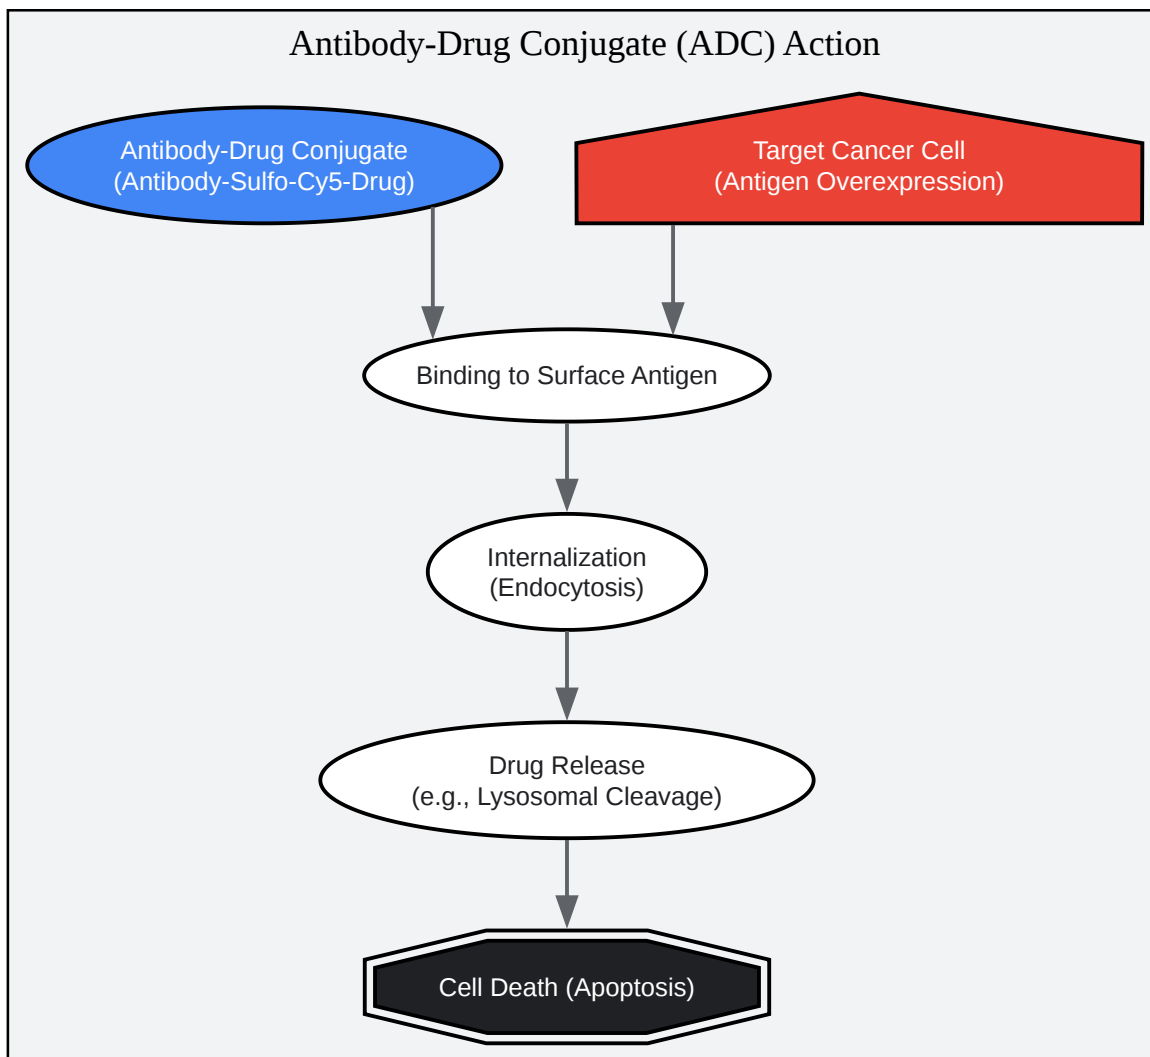 Antibody-Drug Conjugate (ADC) Action
Antibody-Drug Conjugate
(Antibody-Sulfo-Cy5-Drug)
Target Cancer Cell
(Antigen Overexpression)
Binding to Surface Antigen
Internalization
(Endocytosis)
Drug Release
(e.g., Lysosomal Cleavage)
Cell Death (Apoptosis)